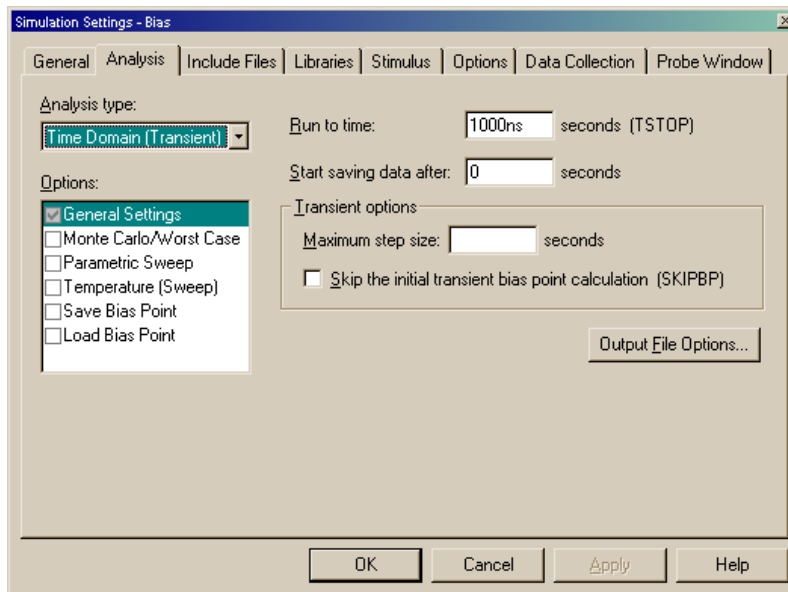 Simulation Settings - Bias
General Analysis Include Files Libraries Stimulus Options Data Collection Probe Window
Analysis type:
Time Domain (Transient)
Options:
General Settings
Monte Carlo/Worst Case
Parametric Sweep
Temperature (Sweep)
Save Bias Point
Load Bias Point
Run to time: 1000ns seconds (TSTOP)
Start saving data after: 0 seconds
Transient options
Maximum step size: seconds
Skip the initial transient bias point calculation (SKIPBP)
Output File Options...
OK Cancel Apply Help